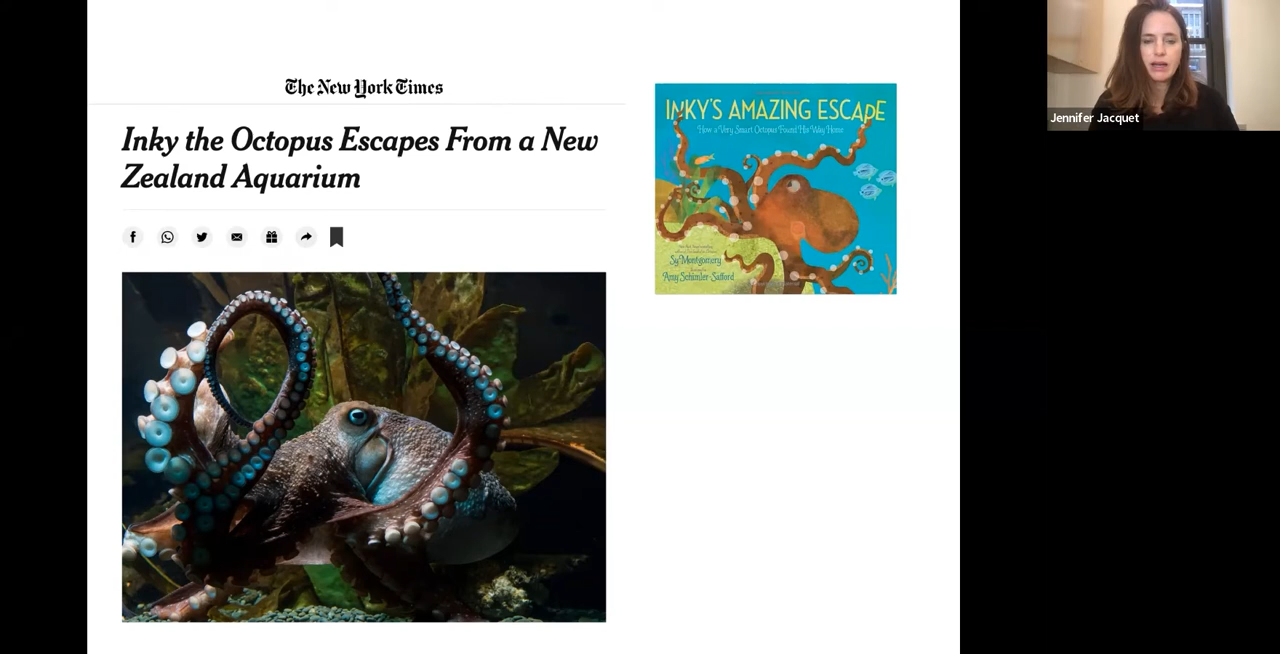 The New York Times
Inky the Octopus Escapes From a New
Zealand Aquarium
INKY'S AMAZING ESCAPE
How a Very Smart Octopus Found His Way Home
Sy Montgomery
Amy Schimler-Safford
Jennifer Jacquet